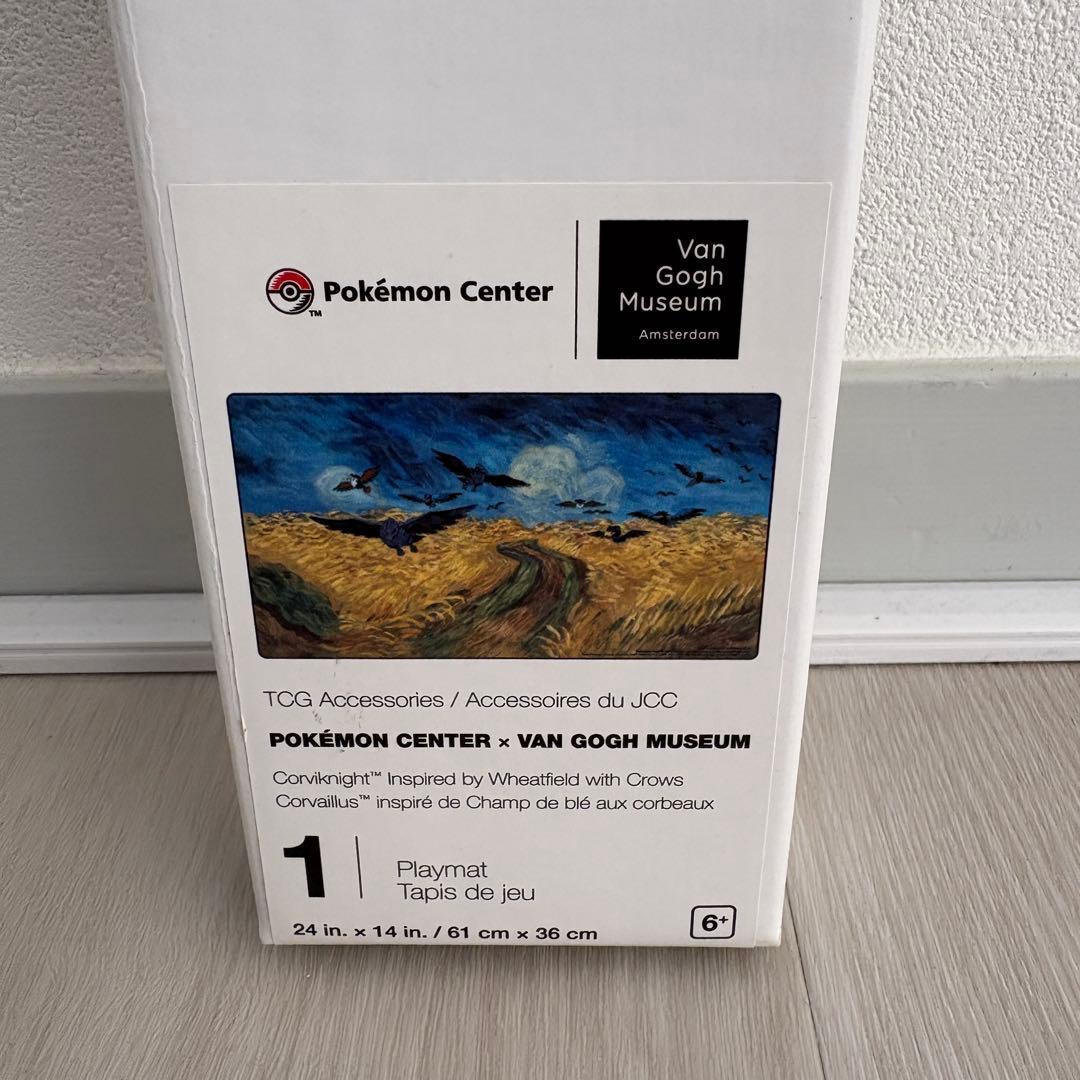 Pokémon Center
TM
Van
Gogh
Museum
Amsterdam
TCG Accessories / Accessoires du JCC
POKÉMON CENTER × VAN GOGH MUSEUM
Corviknight™ Inspired by Wheatfield with Crows
Corvaillus™ inspiré de Champ de blé aux corbeaux
1
Playmat
Tapis de jeu
24 in. x 14 in. / 61 cm x 36 cm
6+